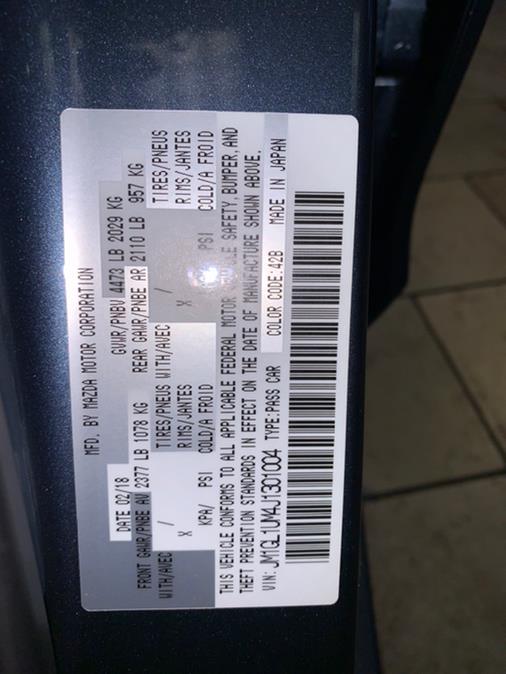 MFD. BY MAZDA MOTOR CORPORATION
DATE 02/18 GVWR/PNBV 4473 LB 2029 KG
FRONT GAWR/PNBE AV 2377 LB 1078 KG REAR GAWR/PNBE AR 2110 LB 957 KG
WITH/AVEC TIRES/PNEUS WITH/AVEC TIRES/PNEUS
X / RIMS/JANTES X / RIMS/JANTES
KPA/ PSI COLD/A FROID PSI COLD/A FROID
THIS VEHICLE CONFORMS TO ALL APPLICABLE FEDERAL MOTOR SAFETY, BUMPER, AND
THEFT PREVENTION STANDARDS IN EFFECT ON THE DATE OF MANUFACTURE SHOWN ABOVE.
COLOR CODE:42B MADE IN JAPAN
VIN: JM1GL1UM4J1301004 TYPE:PASS CAR